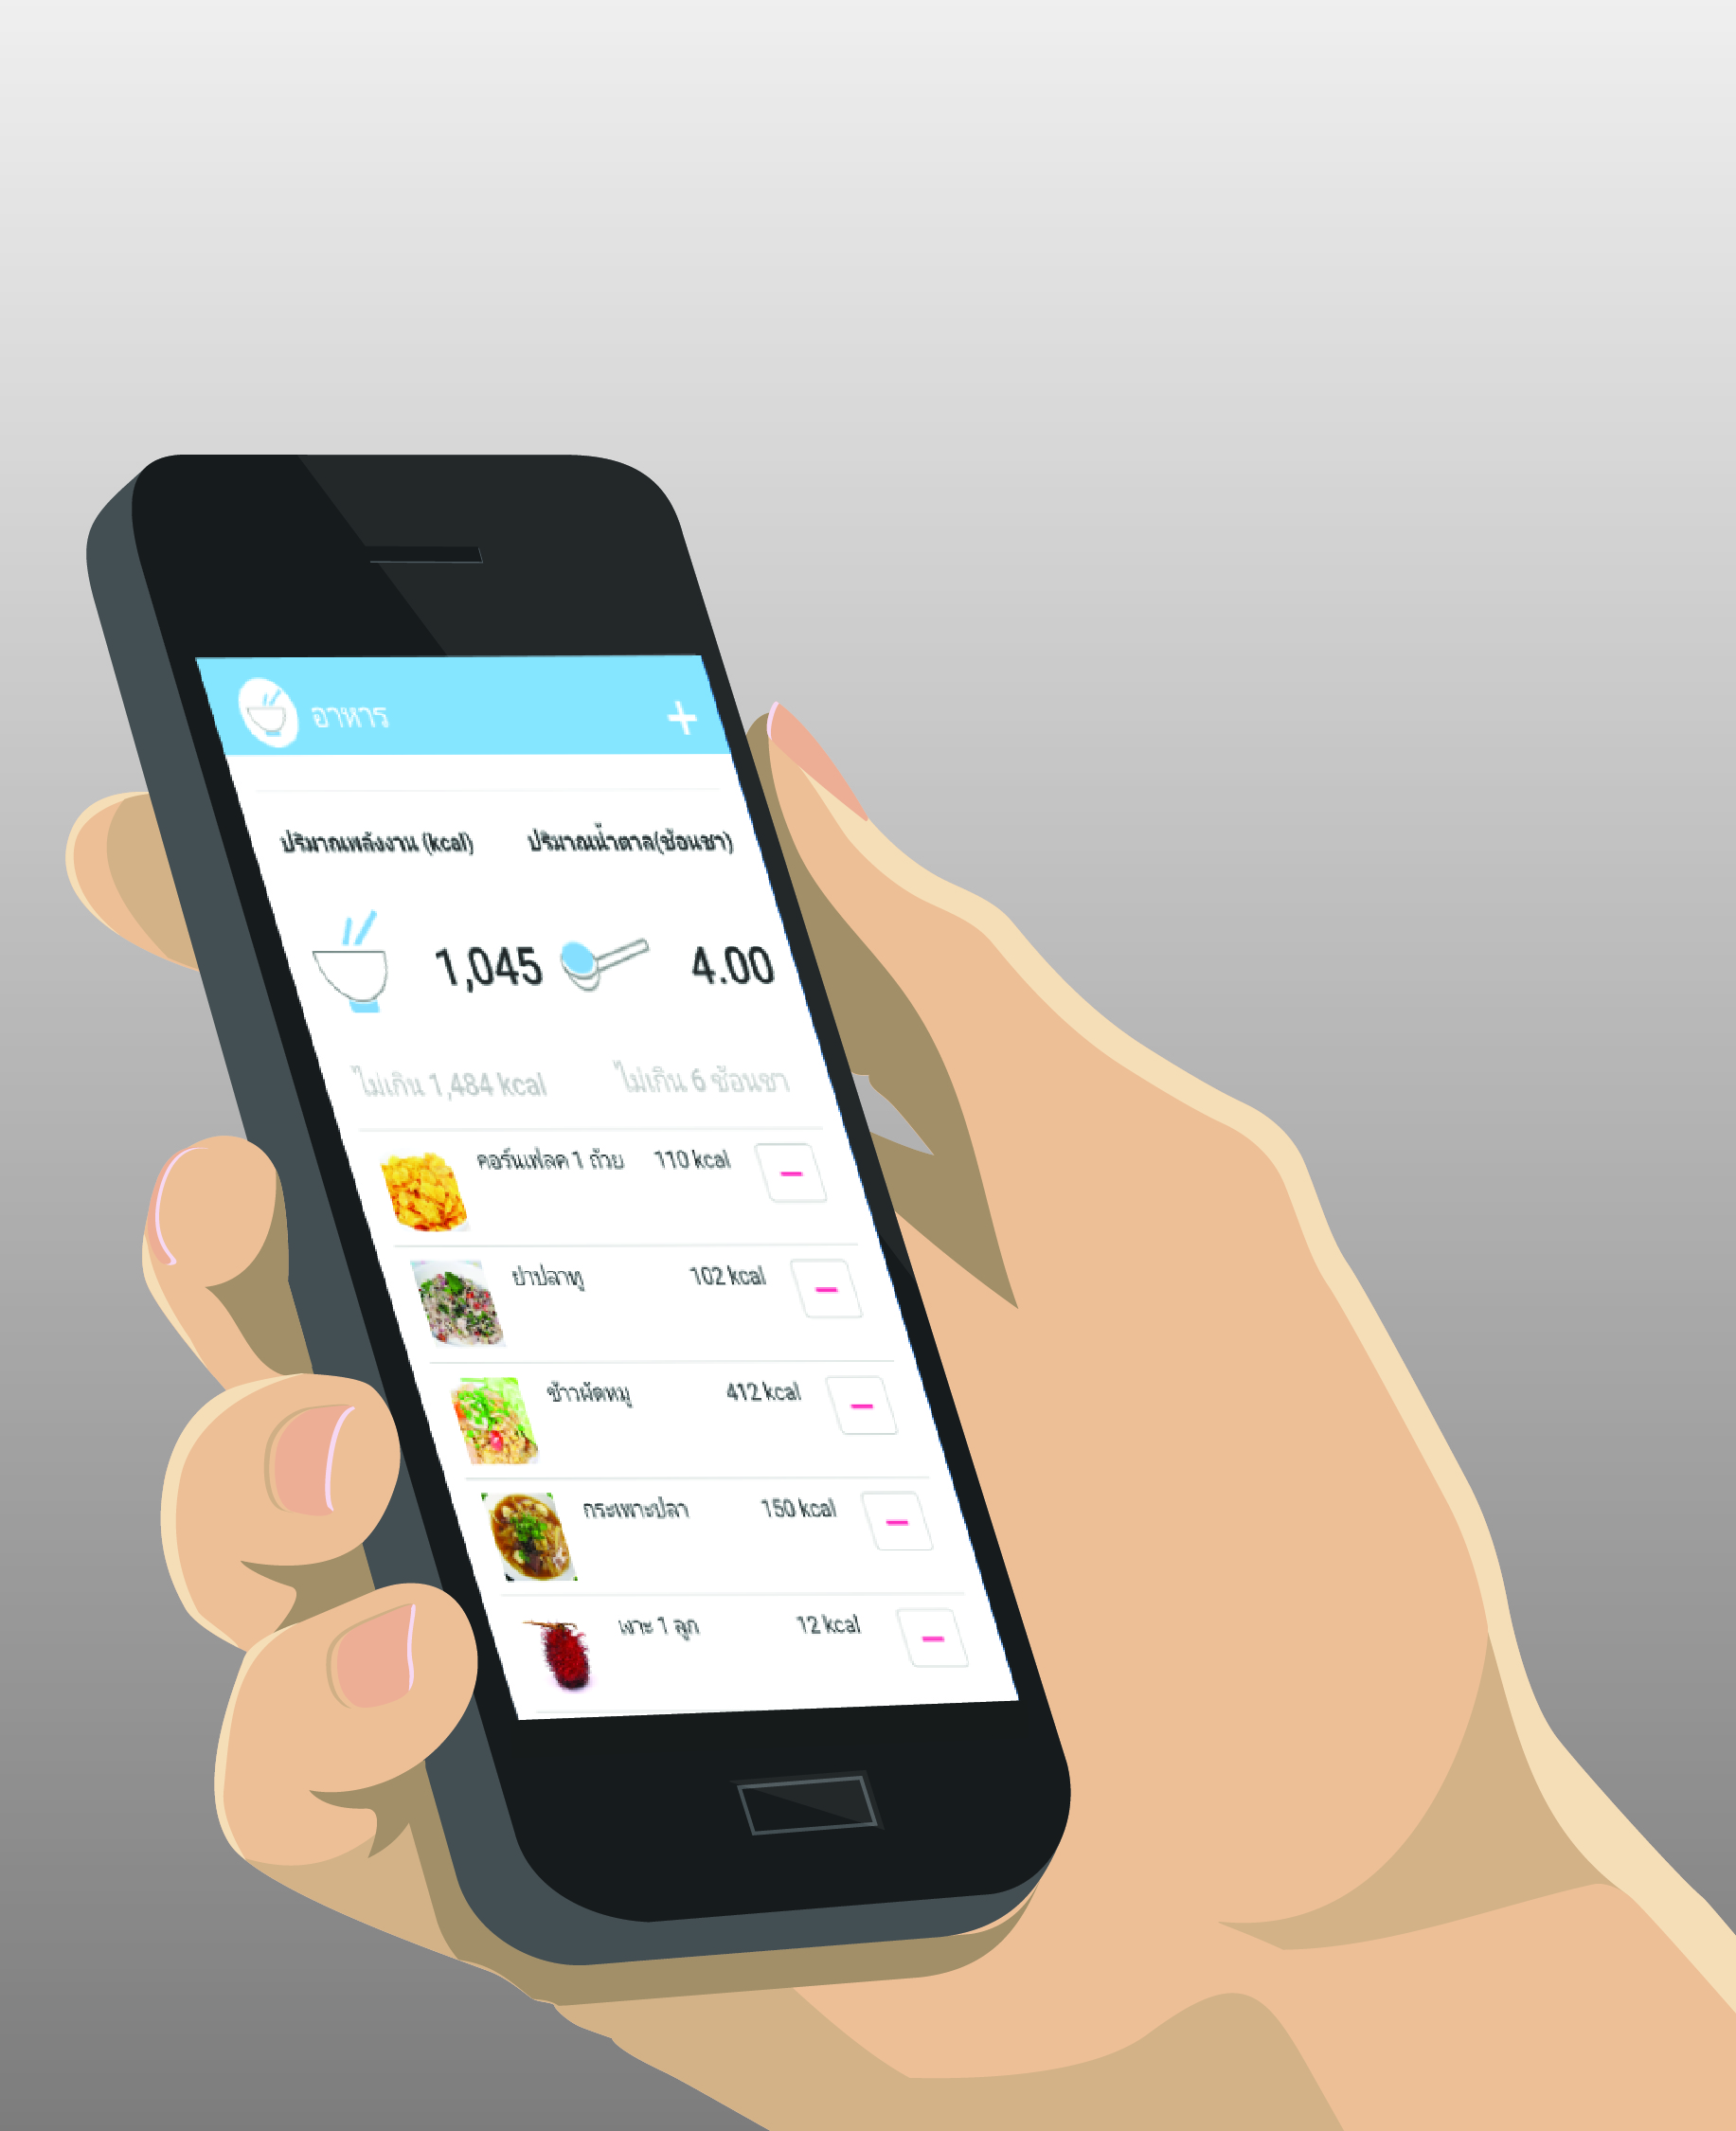 อาหาร +
ปริมาณพลังงาน (kcal) ปริมาณน้ำตาล(ช้อนชา)
1,045 4.00
ไม่เกิน 1,484 kcal ไม่เกิน 6 ช้อนชา
คอร์นเฟลค 1 ถ้วย 110 kcal
ยำปลาทู 102 kcal
ข้าวผัดหมู 412 kcal
กระเพาะปลา 150 kcal
เงาะ 1 ลูก 12 kcal